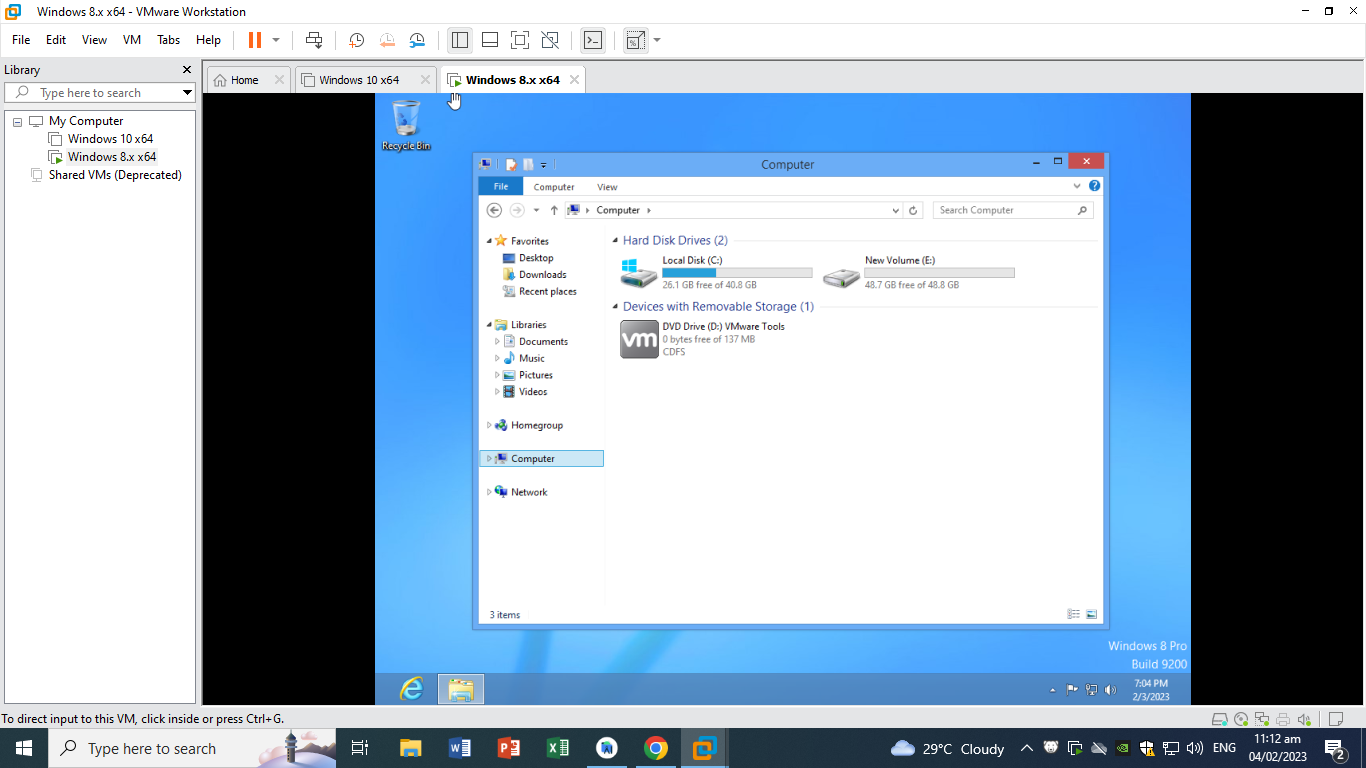 Windows 8.x x64 - VMware Workstation
File Edit View VM Tabs Help
Library
Type here to search
My Computer
Windows 10 x64
Windows 8.x x64
Shared VMs (Deprecated)
Home Windows 10 x64 Windows 8.x x64
Recycle Bin
Computer
File Computer View
Computer
Search Computer
Favorites
Desktop
Downloads
Recent places
Libraries
Documents
Music
Pictures
Videos
Homegroup
Computer
Network
Hard Disk Drives (2)
Local Disk (C:)
26.1 GB free of 40.8 GB
New Volume (E:)
48.7 GB free of 48.8 GB
Devices with Removable Storage (1)
vm
DVD Drive (D:) VMware Tools
0 bytes free of 137 MB
CDFS
3 items
Windows 8 Pro
Build 9200
7:04 PM
2/3/2023
To direct input to this VM, click inside or press Ctrl+G.
Type here to search
29°C Cloudy
ENG
11:12 am
04/02/2023
2